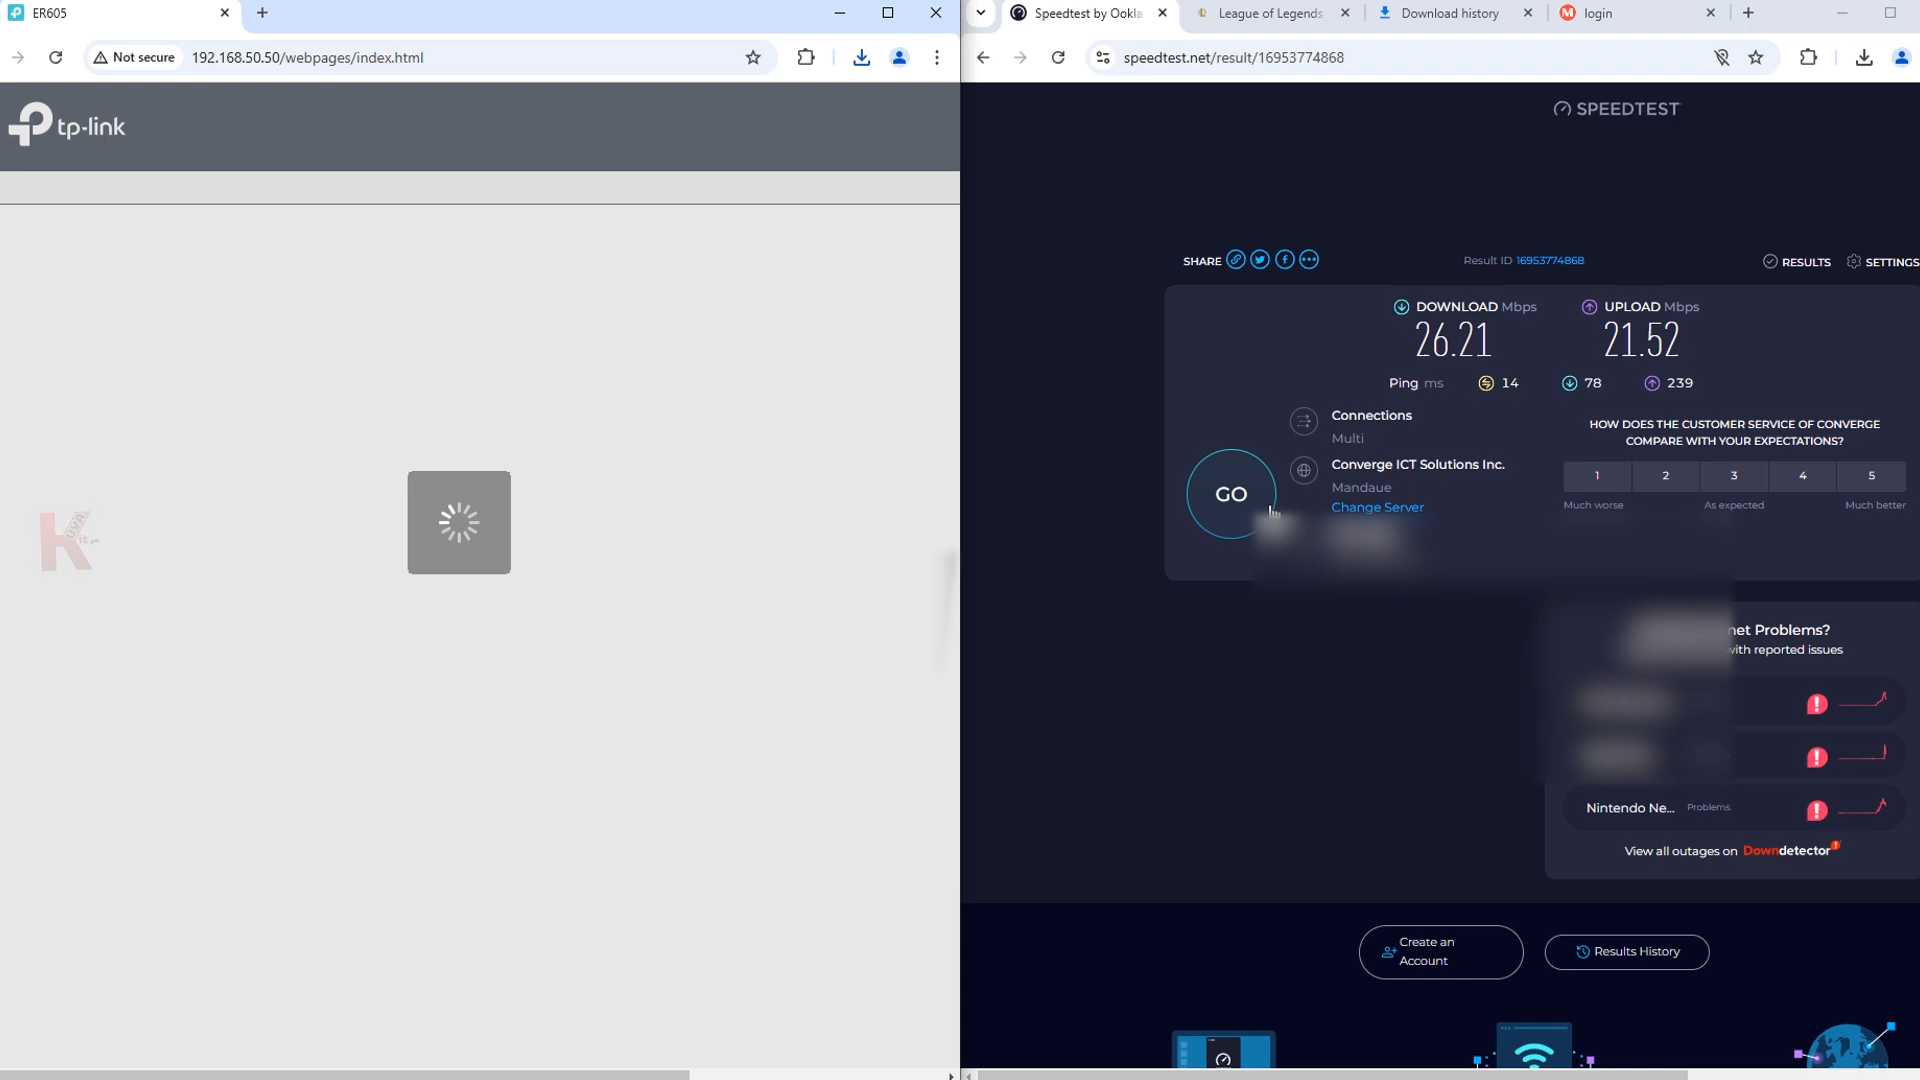 ER605
Not secure 192.168.50.50/webpages/index.html
tp-link
Speedtest by Ookla
League of Legends
Download history
login
speedtest.net/result/16953774868
SPEEDTEST
SHARE
Result ID 16953774868
RESULTS
SETTINGS
DOWNLOAD Mbps
26.21
UPLOAD Mbps
21.52
Ping ms 14 78 239
Connections
Multi
Converge ICT Solutions Inc.
Mandaue
Change Server
GO
HOW DOES THE CUSTOMER SERVICE OF CONVERGE
COMPARE WITH YOUR EXPECTATIONS?
1 2 3 4 5
Much worse As expected Much better
net Problems?
with reported issues
Nintendo Ne... Problems
View all outages on Downdetector
Create an
Account
Results History